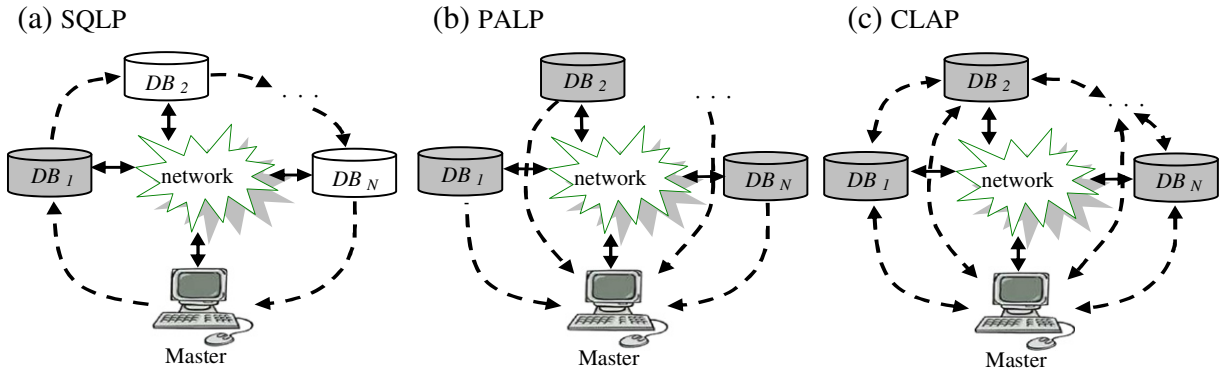 (a) SQLP
DB 2
. . .
DB 1
network
DB N
Master
(b) PALP
DB 2
. . .
DB 1
network
DB N
Master
(c) CLAP
DB 2
. . .
DB 1
network
DB N
Master